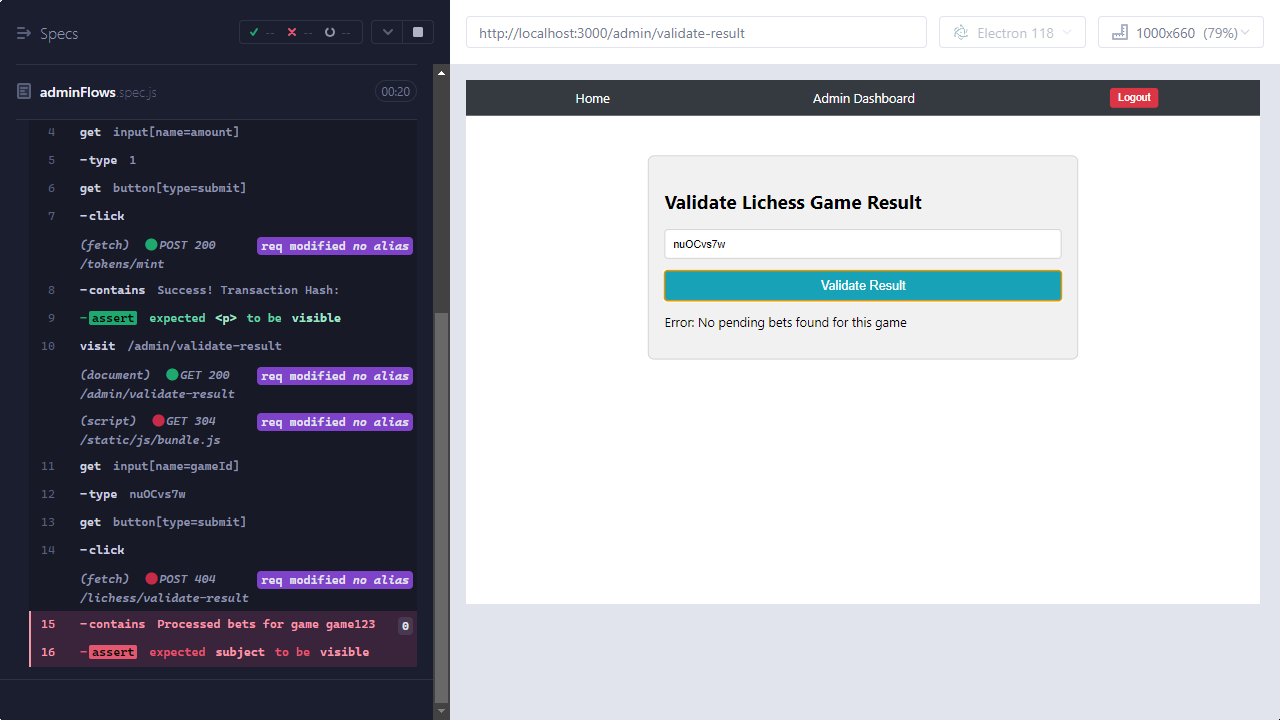 Specs
-- -- --
http://localhost:3000/admin/validate-result
Electron 118
1000x660 (79%)
adminFlows.spec.js
00:20
4 get input[name=amount]
5 -type 1
6 get button[type=submit]
7 -click
(fetch) POST 200 req modified no alias
/tokens/mint
8 -contains Success! Transaction Hash:
9 -assert expected <p> to be visible
10 visit /admin/validate-result
(document) GET 200 req modified no alias
/admin/validate-result
(script) GET 304 req modified no alias
/static/js/bundle.js
11 get input[name=gameId]
12 -type nuOCvs7w
13 get button[type=submit]
14 -click
(fetch) POST 404 req modified no alias
/lichess/validate-result
15 -contains Processed bets for game game123 0
16 -assert expected subject to be visible
Home Admin Dashboard Logout
Validate Lichess Game Result
nuOCvs7w
Validate Result
Error: No pending bets found for this game